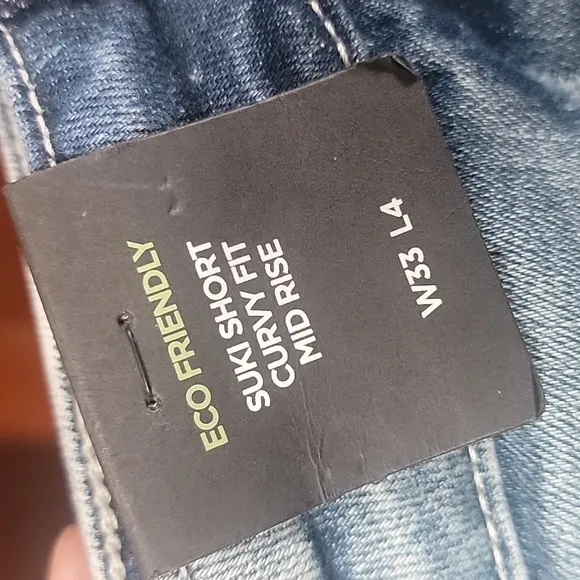 ECO FRIENDLY
SUKI SHORT
CURVY FIT
MID RISE
W33 L4